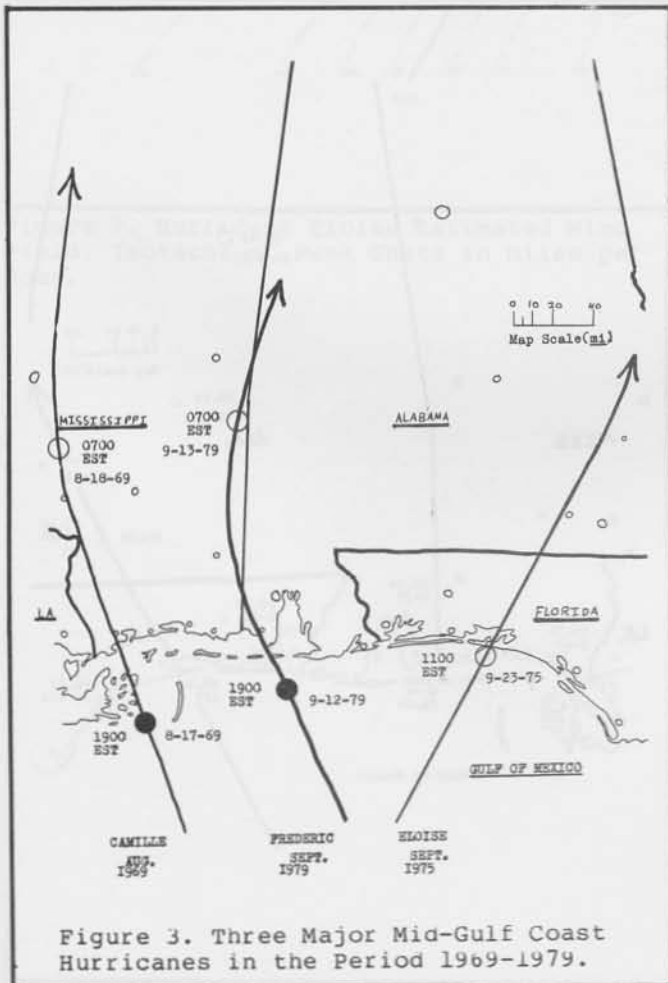 0 10 20 40
Map Scale(mi)
MISSISSIPPI
0700
EST
8-18-69
0700
EST
9-13-79
ALABAMA
LA
FLORIDA
1100
EST
9-23-75
1900
EST
9-12-79
1900
EST
8-17-69
GULF OF MEXICO
CAMILLE
AUG.
1969
FREDERIC
SEPT.
1979
ELOISE
SEPT.
1975
Figure 3. Three Major Mid-Gulf Coast
Hurricanes in the Period 1969-1979.